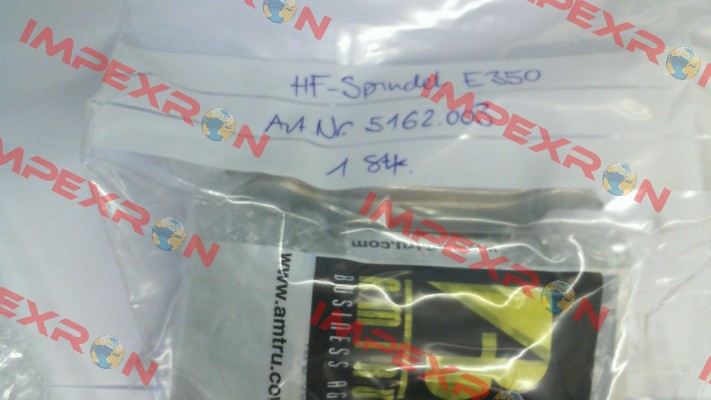 HF-Spindel E350
Art Nr. 5162.003
1 Stk.
www.amtru.com
BUSINESS
IMPEXRON
IMPEXRON
IMPEXRON
IMPEXRON
IMPEXRON
IMPEXRON